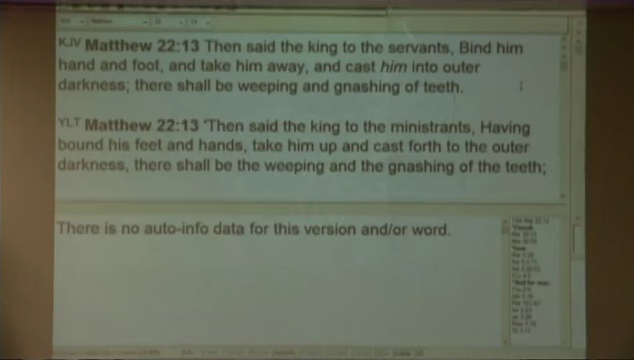 KJV Matthew 22:13 Then said the king to the servants, Bind him
hand and foot, and take him away, and cast him into outer
darkness; there shall be weeping and gnashing of teeth.
YLT Matthew 22:13 'Then said the king to the ministrants, Having
bound his feet and hands, take him up and cast forth to the outer
darkness, there shall be the weeping and the gnashing of the teeth;
There is no auto-info data for this version and/or word.